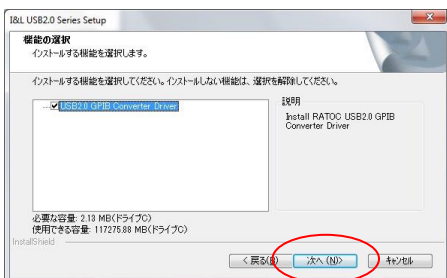 I&L USB2.0 Series Setup
機能の選択
インストールする機能を選択します。
インストールする機能を選択してください。インストールしない機能は、選択を解除してください。
USB2.0 GPIB Converter Driver
説明
Install RATOC USB2.0 GPIB
Converter Driver
必要な容量: 2.13 MB(ドライブC)
使用できる容量: 117275.88 MB(ドライブC)
InstallShield
< 戻る(B) 次へ(N)> キャンセル